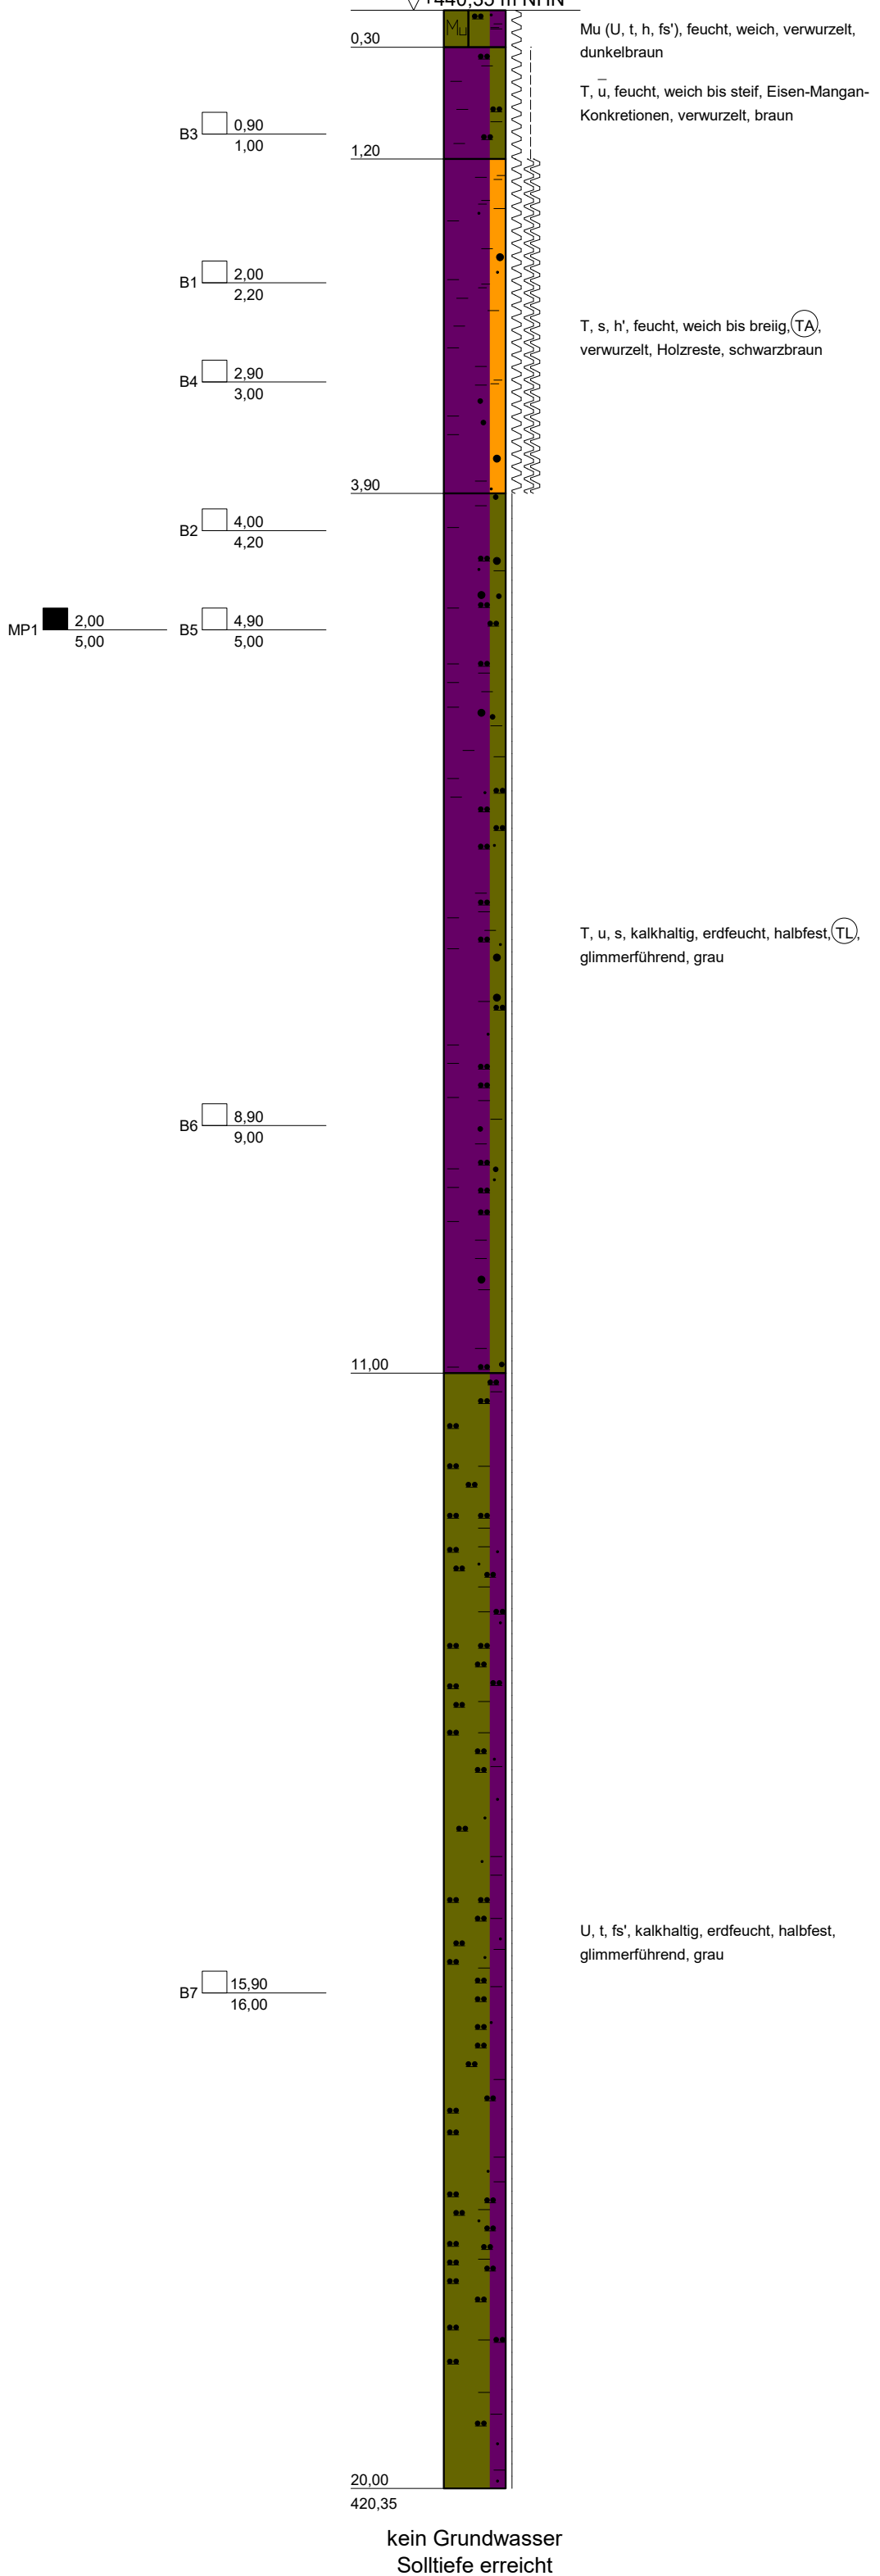 +440,35 m NHN
Mu
0,30
Mu (U, t, h, fs'), feucht, weich, verwurzelt,
dunkelbraun
T, u̅, feucht, weich bis steif, Eisen-Mangan-
Konkretionen, verwurzelt, braun
B3 0,90
1,00
1,20
B1 2,00
2,20
T, s, h', feucht, weich bis breiig, TA,
verwurzelt, Holzreste, schwarzbraun
B4 2,90
3,00
3,90
B2 4,00
4,20
MP1 2,00
5,00
B5 4,90
5,00
T, u, s, kalkhaltig, erdfeucht, halbfest, TL,
glimmerführend, grau
B6 8,90
9,00
11,00
U, t, fs', kalkhaltig, erdfeucht, halbfest,
glimmerführend, grau
B7 15,90
16,00
20,00
420,35
kein Grundwasser
Solltiefe erreicht